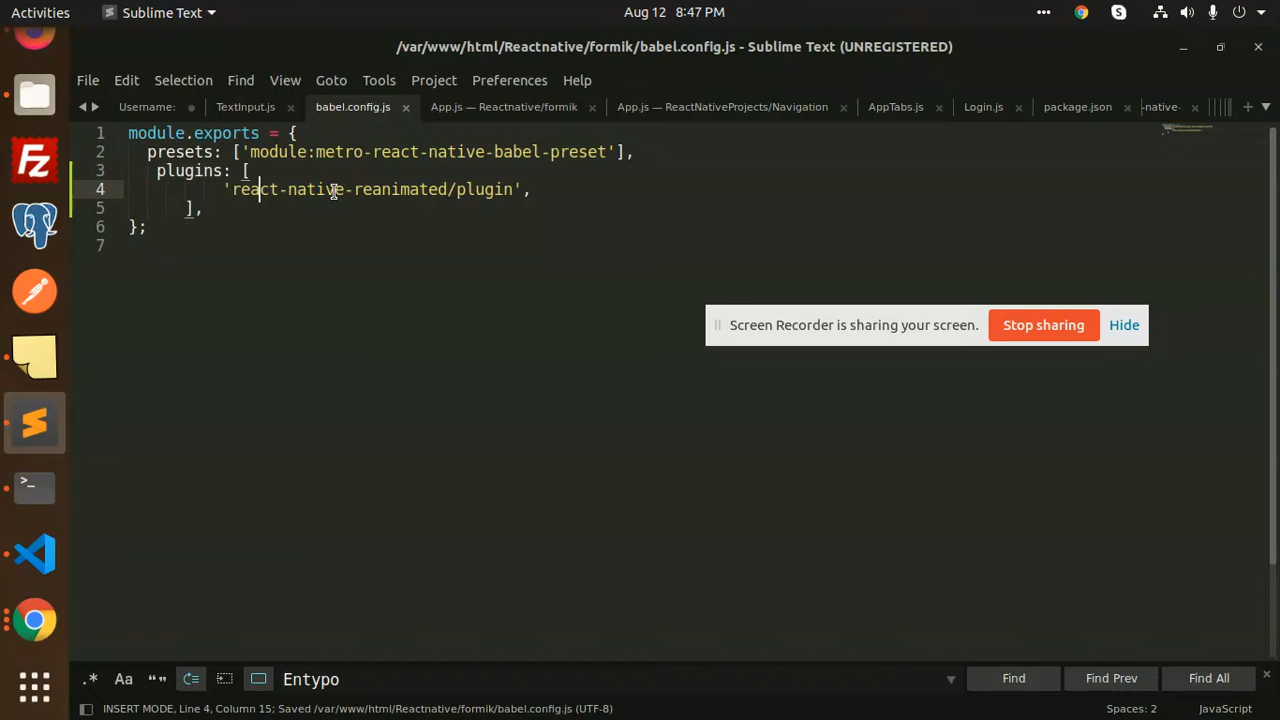 Activities
Sublime Text
Aug 12 8:47 PM
/var/www/html/Reactnative/formik/babel.config.js - Sublime Text (UNREGISTERED)
File Edit Selection Find View Goto Tools Project Preferences Help
Username: TextInput.js babel.config.js App.js — Reactnative/formik App.js — ReactNativeProjects/Navigation AppTabs.js Login.js package.json -native-
1 module.exports = {
2 presets: ['module:metro-react-native-babel-preset'],
3 plugins: [
4 'react-native-reanimated/plugin',
5 ],
6 };
7
Screen Recorder is sharing your screen. Stop sharing Hide
.* Aa “” Entypo Find Find Prev Find All
INSERT MODE, Line 4, Column 15; Saved /var/www/html/Reactnative/formik/babel.config.js (UTF-8) Spaces: 2 JavaScript